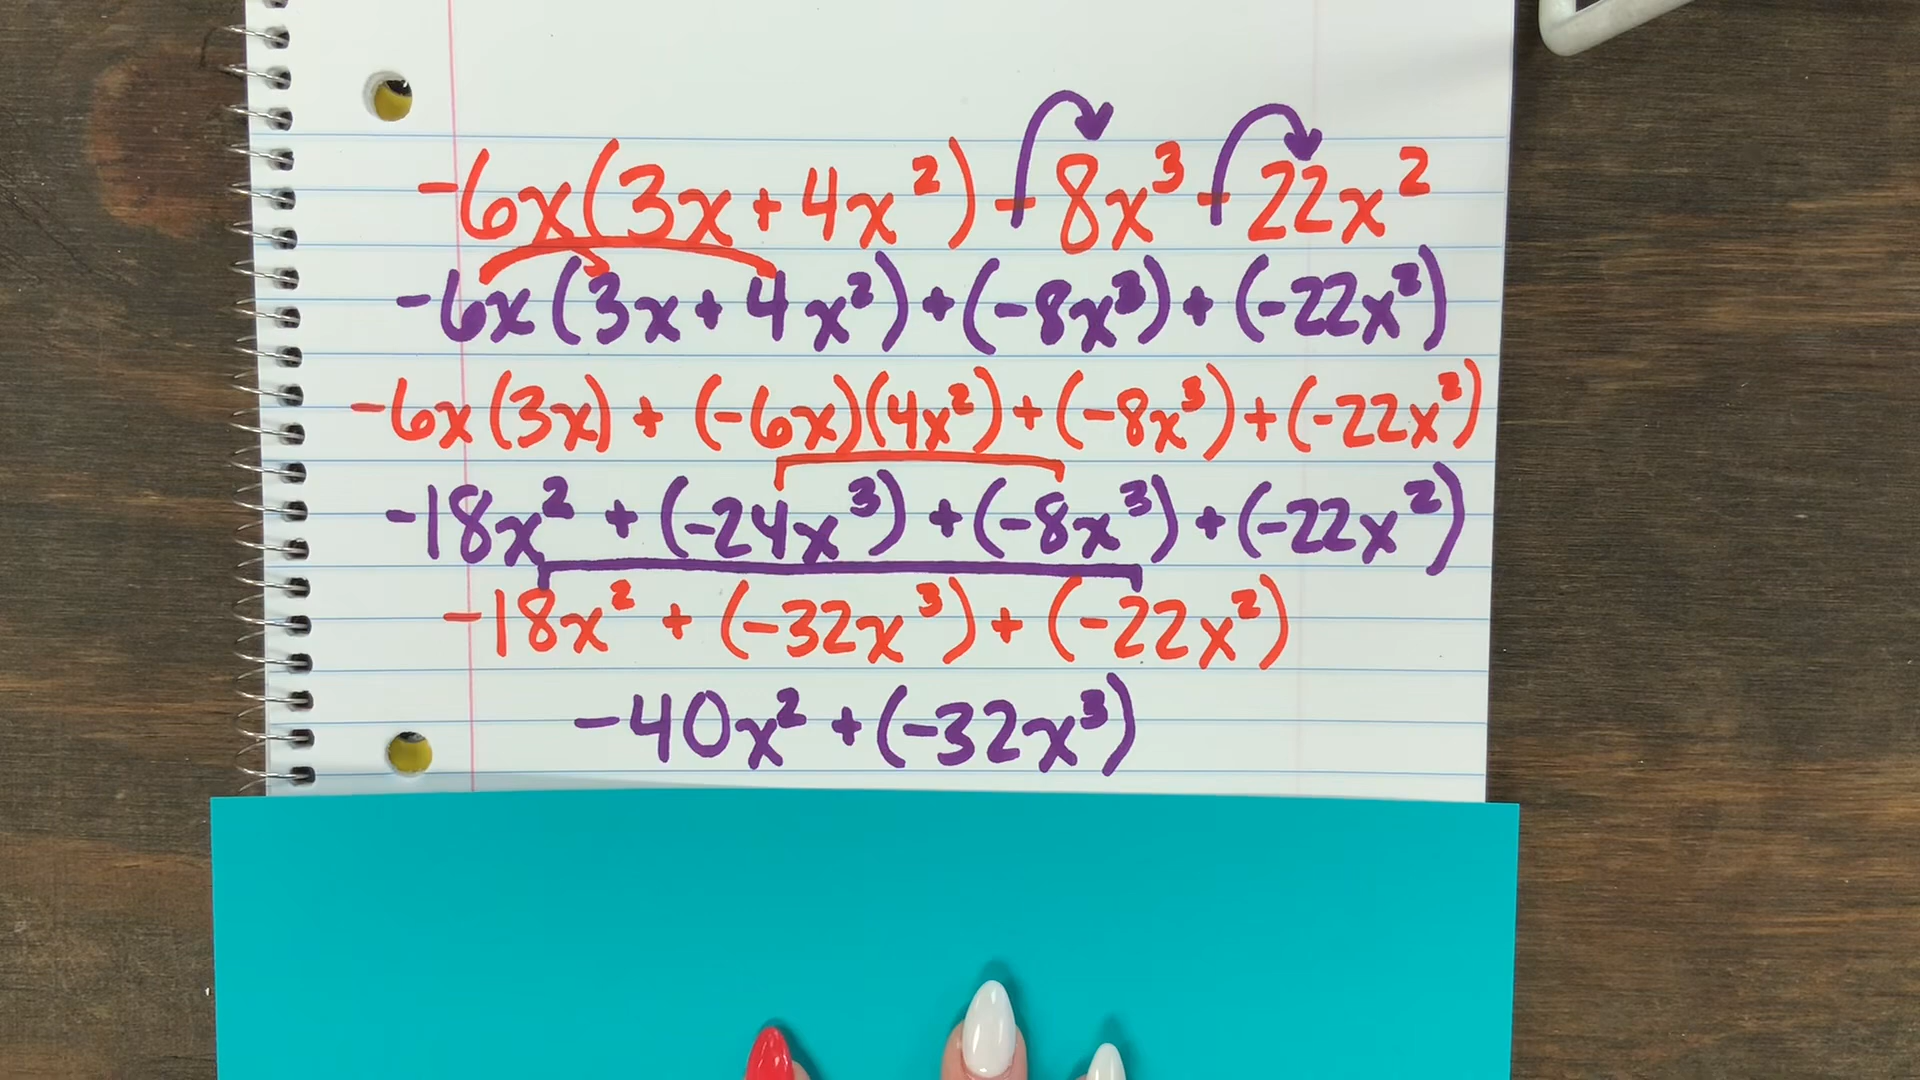 -6x(3x+4x²)-8x³-22x²
-6x(3x+4x²)+(-8x³)+(-22x²)
-6x(3x)+(-6x)(4x²)+(-8x³)+(-22x²)
-18x²+(-24x³)+(-8x³)+(-22x²)
-18x²+(-32x³)+(-22x²)
-40x²+(-32x³)